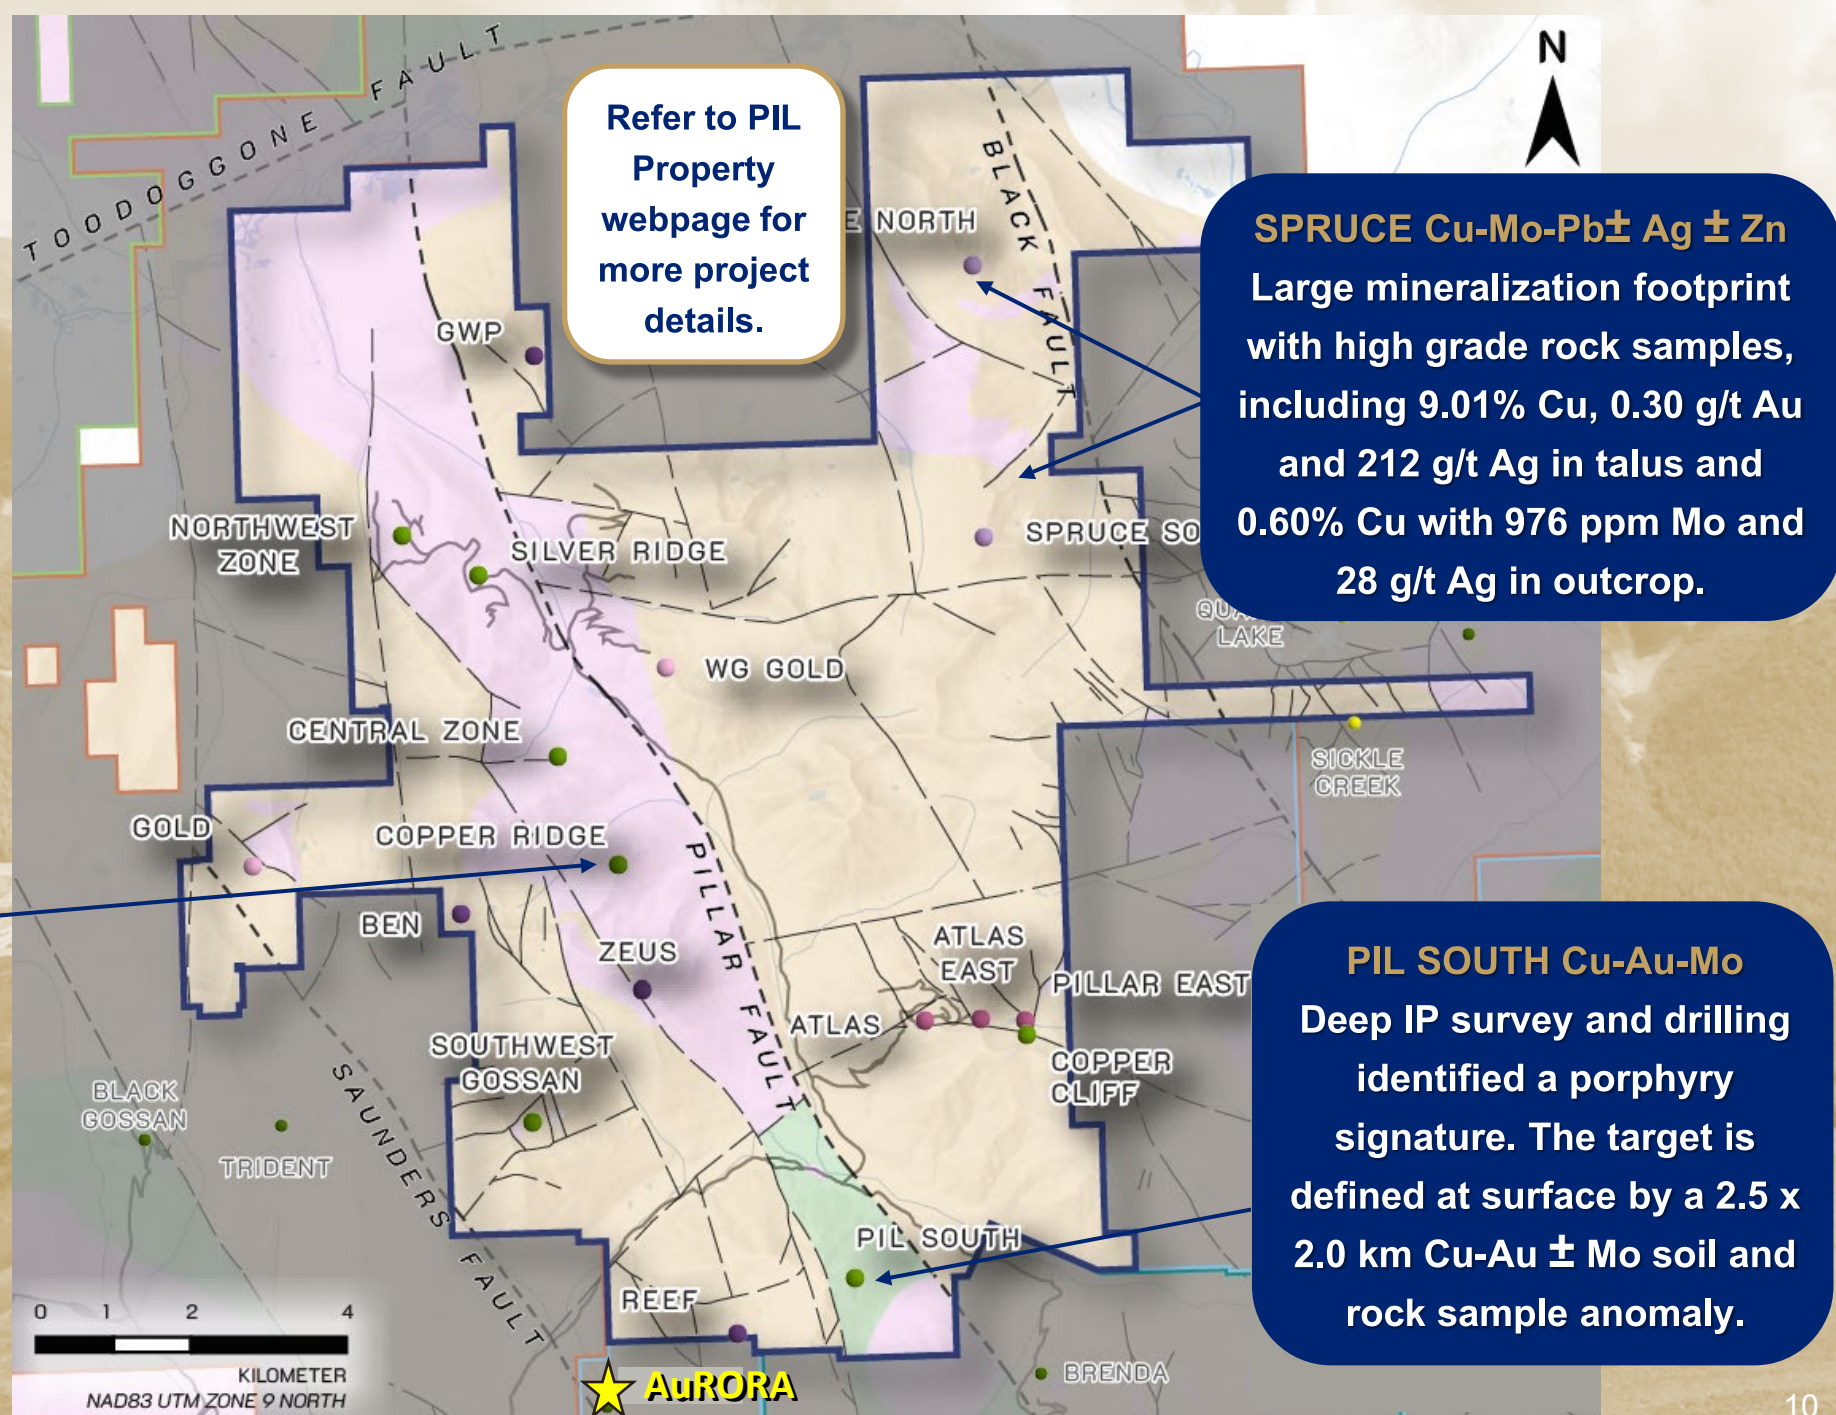 TOODOGGONE FAULT
N
Refer to PIL
Property
webpage for
more project
details.
BLACK FAULT
NORTH
SPRUCE Cu-Mo-Pb± Ag ± Zn
Large mineralization footprint
with high grade rock samples,
including 9.01% Cu, 0.30 g/t Au
and 212 g/t Ag in talus and
0.60% Cu with 976 ppm Mo and
28 g/t Ag in outcrop.
GWP
NORTHWEST
ZONE
SILVER RIDGE
SPRUCE SO
LAKE
WG GOLD
CENTRAL ZONE
SICKLE
CREEK
GOLD
COPPER RIDGE
PILLAR FAULT
BEN
ZEUS
ATLAS
EAST
PILLAR EAST
ATLAS
COPPER
CLIFF
SOUTHWEST
GOSSAN
BLACK
GOSSAN
TRIDENT
SAUNDERS FAULT
PIL SOUTH Cu-Au-Mo
Deep IP survey and drilling
identified a porphyry
signature. The target is
defined at surface by a 2.5 x
2.0 km Cu-Au ± Mo soil and
rock sample anomaly.
PIL SOUTH
REEF
BRENDA
AuRORA
0 1 2 4
KILOMETER
NAD83 UTM ZONE 9 NORTH
10